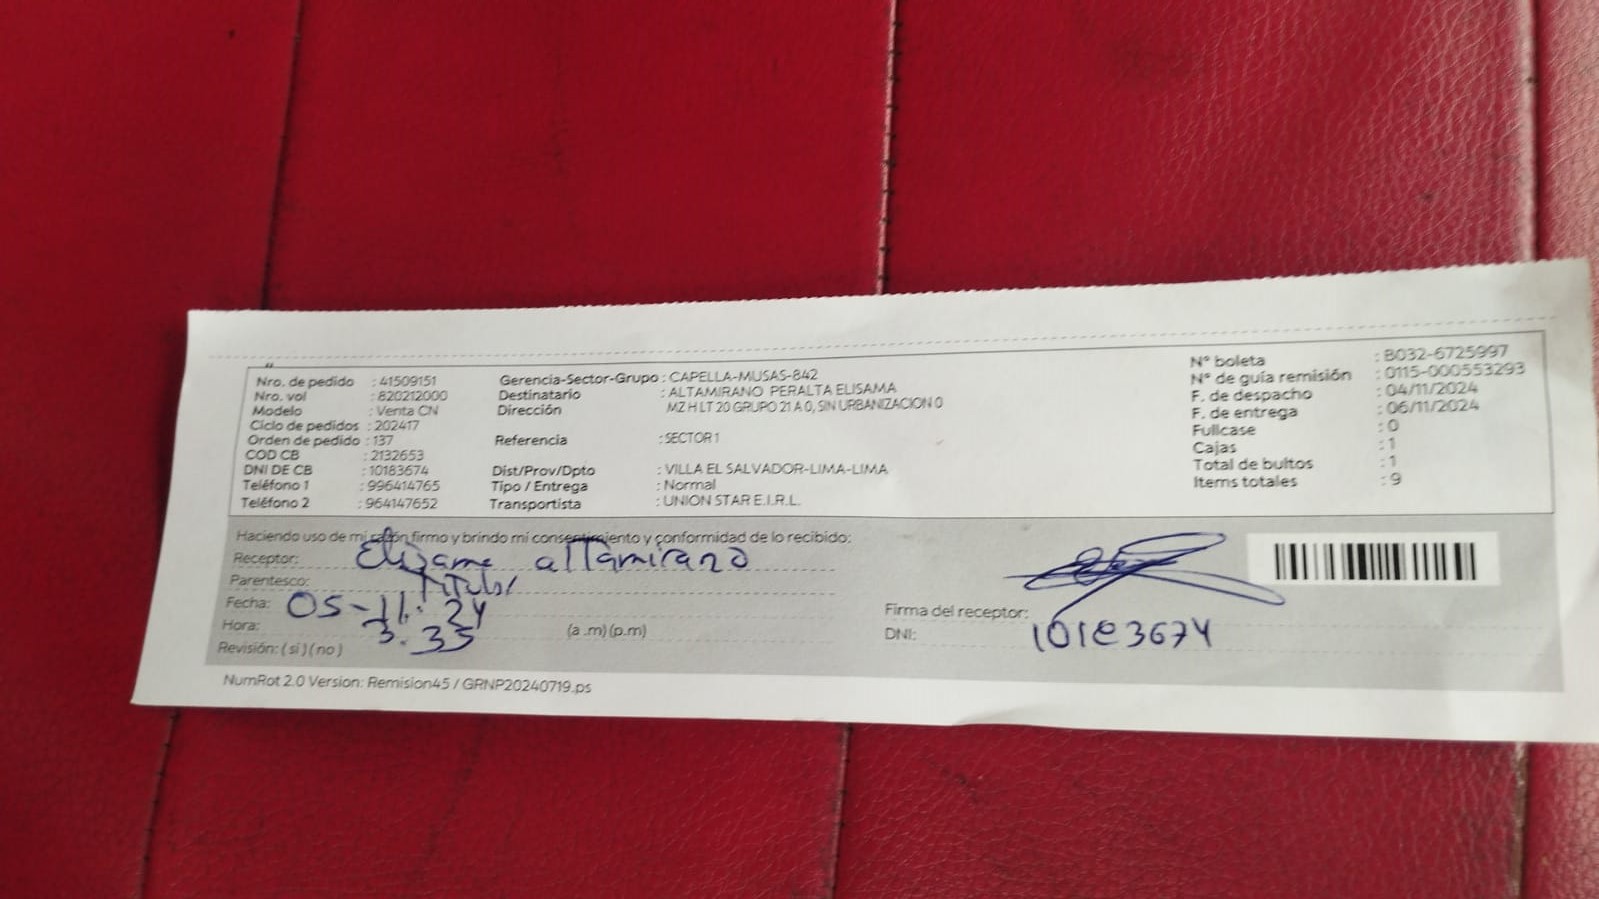 Nro. de pedido : 41509151
Nro. vol : 820212000
Modelo : Venta CN
Ciclo de pedidos : 202417
Orden de pedido : 137
COD CB : 2132653
DNI DE CB : 10183674
Teléfono 1 : 996414765
Teléfono 2 : 964147652
Gerencia-Sector-Grupo : CAPELLA-MUSAS-842
Destinatario : ALTAMIRANO PERALTA ELISAMA
Dirección MZ H LT 20 GRUPO 21 A 0, SIN URBANIZACION 0
Referencia : SECTOR 1
Dist/Prov/Dpto : VILLA EL SALVADOR-LIMA-LIMA
Tipo / Entrega : Normal
Transportista : UNION STAR E.I.R.L.
N° boleta : B032-6725997
N° de guía remisión : 0115-000553293
F. de despacho : 04/11/2024
F. de entrega : 06/11/2024
Fullcase : 0
Cajas : 1
Total de bultos : 1
Items totales : 9
Haciendo uso de mi razón firmo y brindo mi consentimiento y conformidad de lo recibido:
Receptor: Elisama altamirano
Parentesco: Titular
Fecha: 05-11-24
Hora: 3.35 (a .m) (p.m)
Revisión: ( si ) ( no )
Firma del receptor:
DNI: 10183674
NumRot 2.0 Version: Remision45 / GRNP20240719.ps